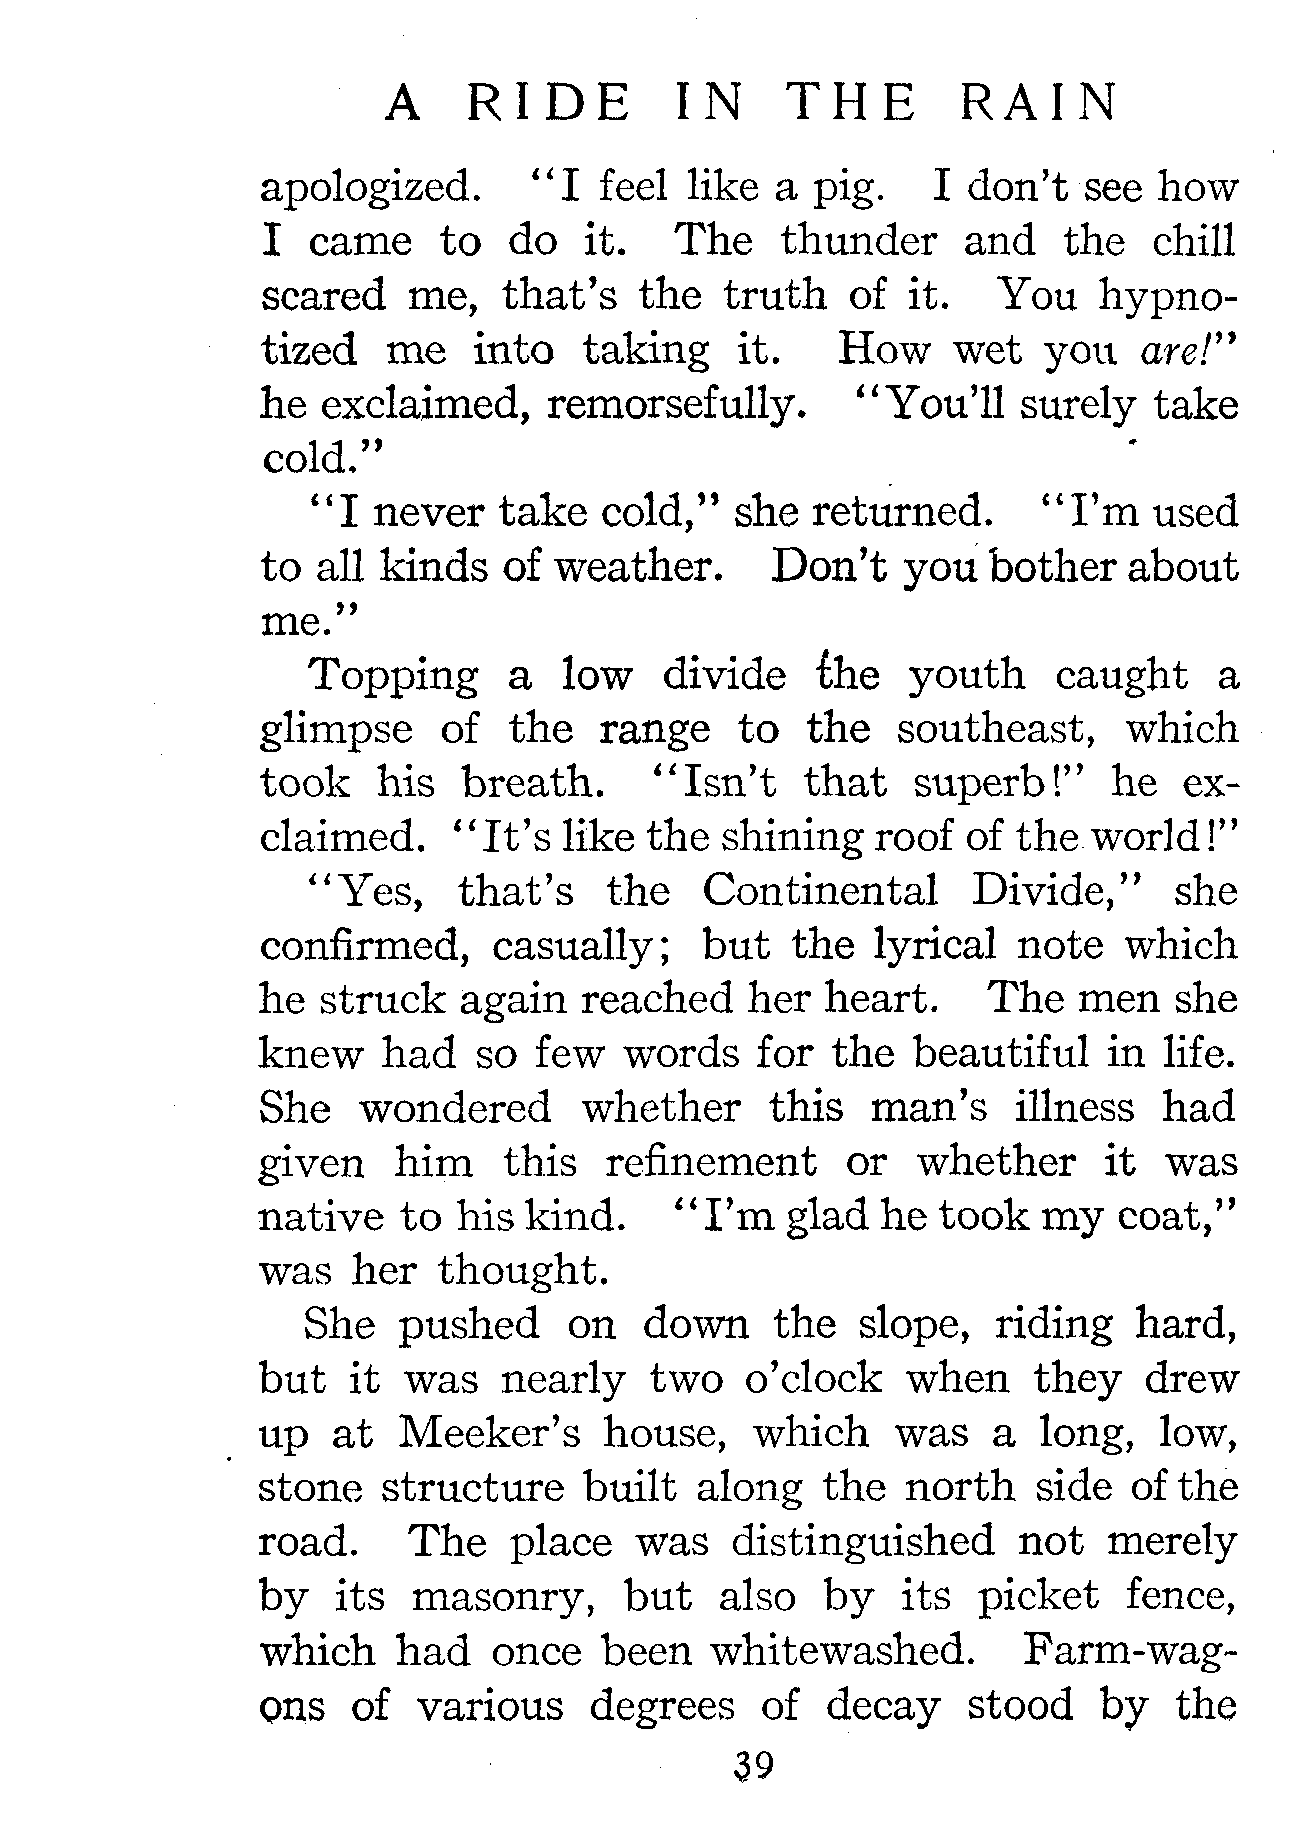 A RIDE IN THE RAIN
apologized. "I feel like a pig. I don't see how
I came to do it. The thunder and the chill
scared me, that's the truth of it. You hypno-
tized me into taking it. How wet you are!"
he exclaimed, remorsefully. "You'll surely take
cold."
"I never take cold," she returned. "I'm used
to all kinds of weather. Don't you bother about
me."
Topping a low divide the youth caught a
glimpse of the range to the southeast, which
took his breath. "Isn't that superb!" he ex-
claimed. "It's like the shining roof of the world!"
"Yes, that's the Continental Divide," she
confirmed, casually; but the lyrical note which
he struck again reached her heart. The men she
knew had so few words for the beautiful in life.
She wondered whether this man's illness had
given him this refinement or whether it was
native to his kind. "I'm glad he took my coat,"
was her thought.
She pushed on down the slope, riding hard,
but it was nearly two o'clock when they drew
up at Meeker's house, which was a long, low,
stone structure built along the north side of the
road. The place was distinguished not merely
by its masonry, but also by its picket fence,
which had once been whitewashed. Farm-wag-
ons of various degrees of decay stood by the
39